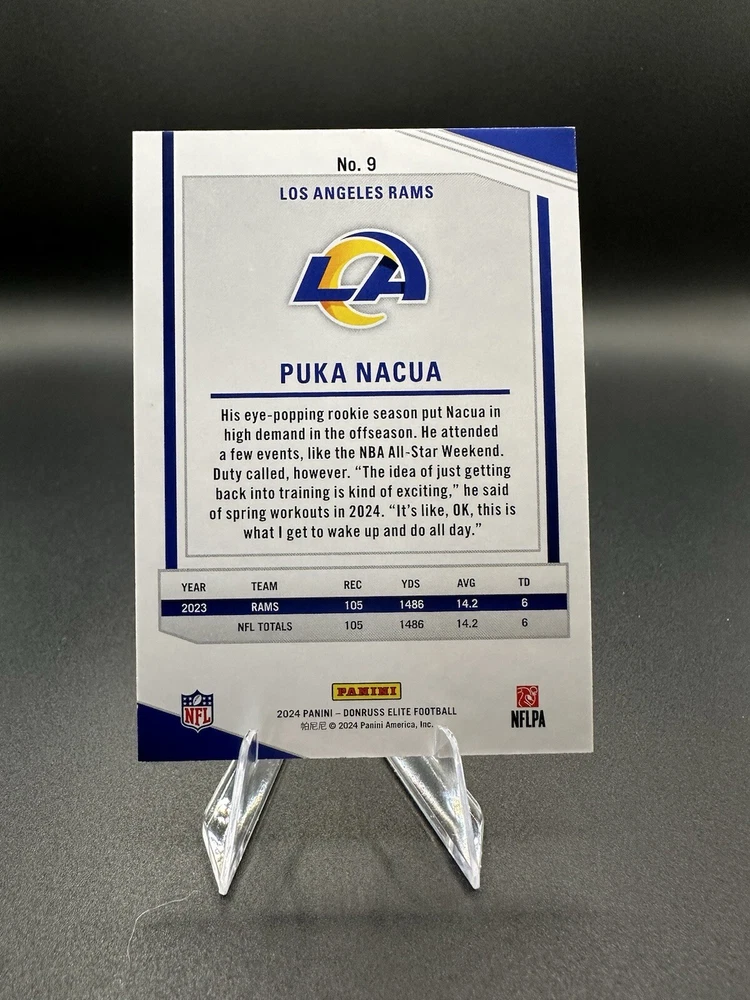 No. 9
LOS ANGELES RAMS
LA
PUKA NACUA
His eye-popping rookie season put Nacua in
high demand in the offseason. He attended
a few events, like the NBA All-Star Weekend.
Duty called, however. “The idea of just getting
back into training is kind of exciting,” he said
of spring workouts in 2024. “It’s like, OK, this is
what I get to wake up and do all day.”
YEAR TEAM REC YDS AVG TD
2023 RAMS 105 1486 14.2 6
NFL TOTALS 105 1486 14.2 6
PANINI
NFL
2024 PANINI – DONRUSS ELITE FOOTBALL
帕尼尼 © 2024 Panini America, Inc.
NFLPA